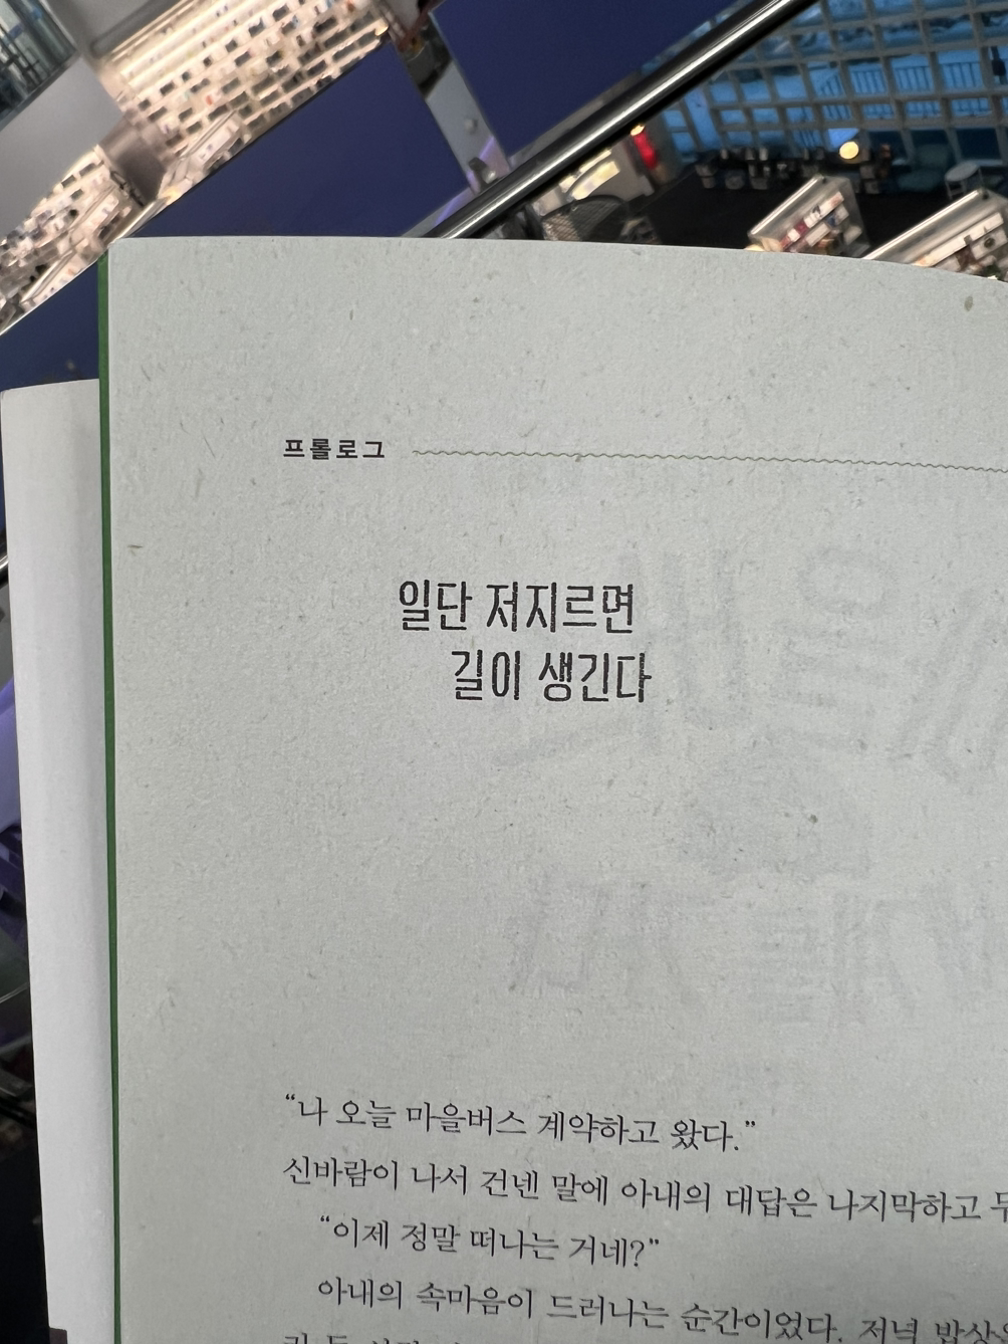 프롤로그
일단 저지르면
길이 생긴다
“나 오늘 마을버스 계약하고 왔다.”
신바람이 나서 건넨 말에 아내의 대답은 나지막하고
“이제 정말 떠나는 거네?”
아내의 속마음이 드러나는 순간이었다. 저녁